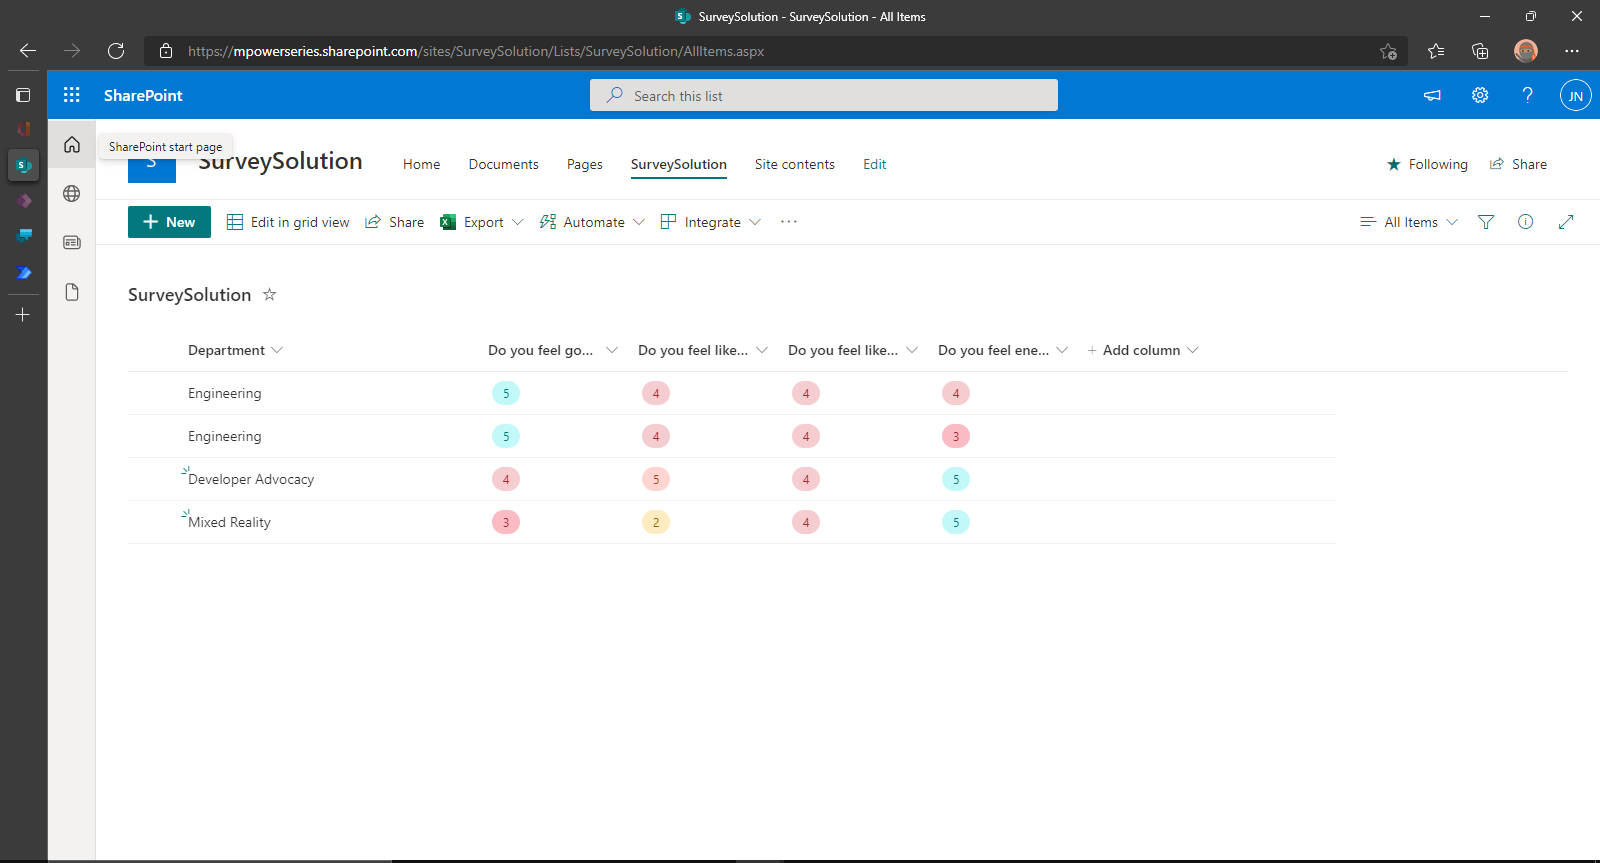 SurveySolution - SurveySolution - All Items
https://mpowerseries.sharepoint.com/sites/SurveySolution/Lists/SurveySolution/AllItems.aspx
SharePoint
Search this list
?
JN
SharePoint start page
S
SurveySolution
Home
Documents
Pages
SurveySolution
Site contents
Edit
Following
Share
New
Edit in grid view
Share
Export
Automate
Integrate
All Items
SurveySolution
Department
Do you feel go...
Do you feel like...
Do you feel like...
Do you feel ene...
+ Add column
Engineering 5 4 4 4
Engineering 5 4 4 3
Developer Advocacy 4 5 4 5
Mixed Reality 3 2 4 5